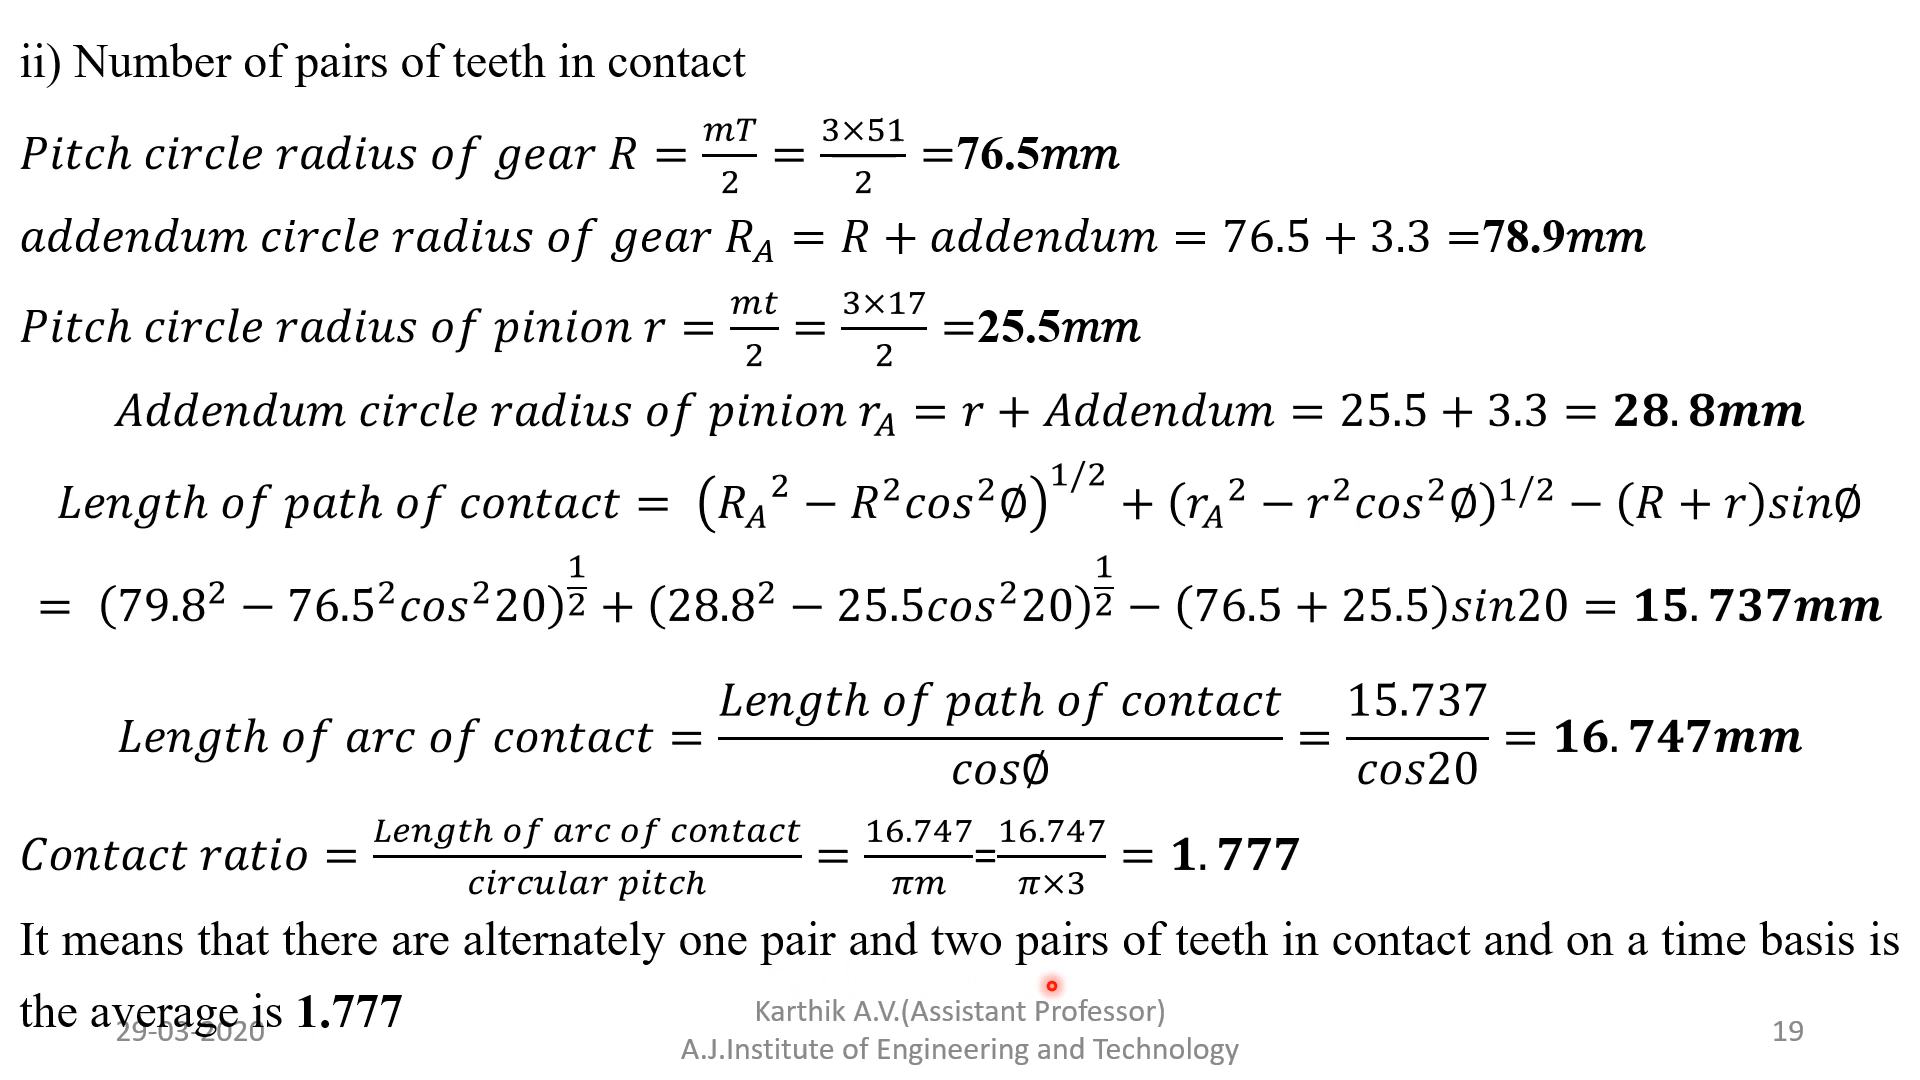 ii) Number of pairs of teeth in contact
Pitch circle radius of gear R = mT/2 = 3×51/2 =76.5mm
addendum circle radius of gear R_A = R + addendum = 76.5 + 3.3 =78.9mm
Pitch circle radius of pinion r = mt/2 = 3×17/2 =25.5mm
Addendum circle radius of pinion r_A = r + Addendum = 25.5 + 3.3 = 28.8mm
Length of path of contact = (R_A² − R²cos²∅)^1/2 + (r_A² − r²cos²∅)^1/2 − (R + r)sin∅
= (79.8² − 76.5²cos²20)^1/2 + (28.8² − 25.5cos²20)^1/2 − (76.5 + 25.5)sin20 = 15.737mm
Length of arc of contact = Length of path of contact/cos∅ = 15.737/cos20 = 16.747mm
Contact ratio = Length of arc of contact/circular pitch = 16.747/πm=16.747/π×3 = 1.777
It means that there are alternately one pair and two pairs of teeth in contact and on a time basis is
the average is 1.777
29-03-2020
Karthik A.V.(Assistant Professor)
A.J.Institute of Engineering and Technology
19